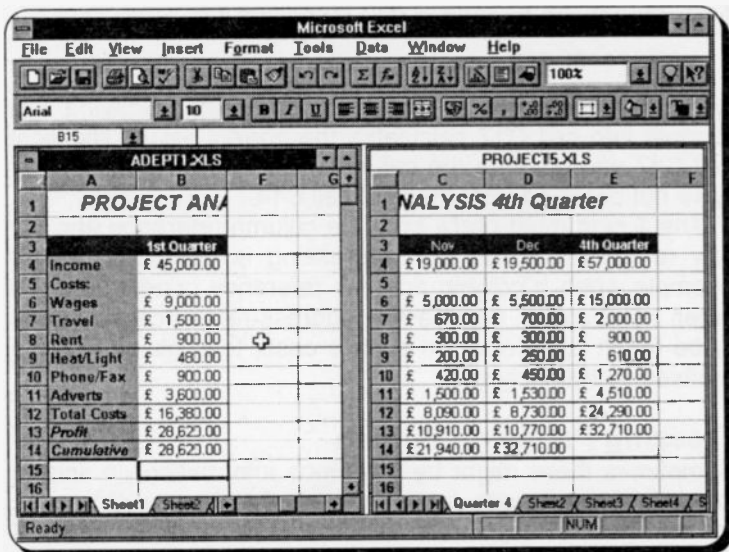 Microsoft Excel
File Edit View Insert Format Tools Data Window Help
100%
Arial 10 B I U
B15
ADEPT1.XLS
A B F G
1 PROJECT ANA
2
3 1st Quarter
4 Income £ 45,000.00
5 Costs:
6 Wages £ 9,000.00
7 Travel £ 1,500.00
8 Rent £ 900.00
9 Heat/Light £ 480.00
10 Phone/Fax £ 900.00
11 Adverts £ 3,600.00
12 Total Costs £ 16,380.00
13 Profit £ 28,620.00
14 Cumulative £ 28,620.00
15
16
Sheet1 Sheet2
PROJECT5.XLS
C D E F
1 NALYSIS 4th Quarter
2
3 Nov Dec 4th Quarter
4 £19,000.00 £19,500.00 £57,000.00
5
6 £ 5,000.00 £ 5,500.00 £15,000.00
7 £ 670.00 £ 700.00 £ 2,000.00
8 £ 300.00 £ 300.00 £ 900.00
9 £ 200.00 £ 250.00 £ 610.00
10 £ 420.00 £ 450.00 £ 1,270.00
11 £ 1,500.00 £ 1,530.00 £ 4,510.00
12 £ 8,090.00 £ 8,730.00 £24,290.00
13 £10,910.00 £10,770.00 £32,710.00
14 £21,940.00 £32,710.00
15
16
Quarter 4 Sheet2 Sheet3 Sheet4 S
Ready NUM